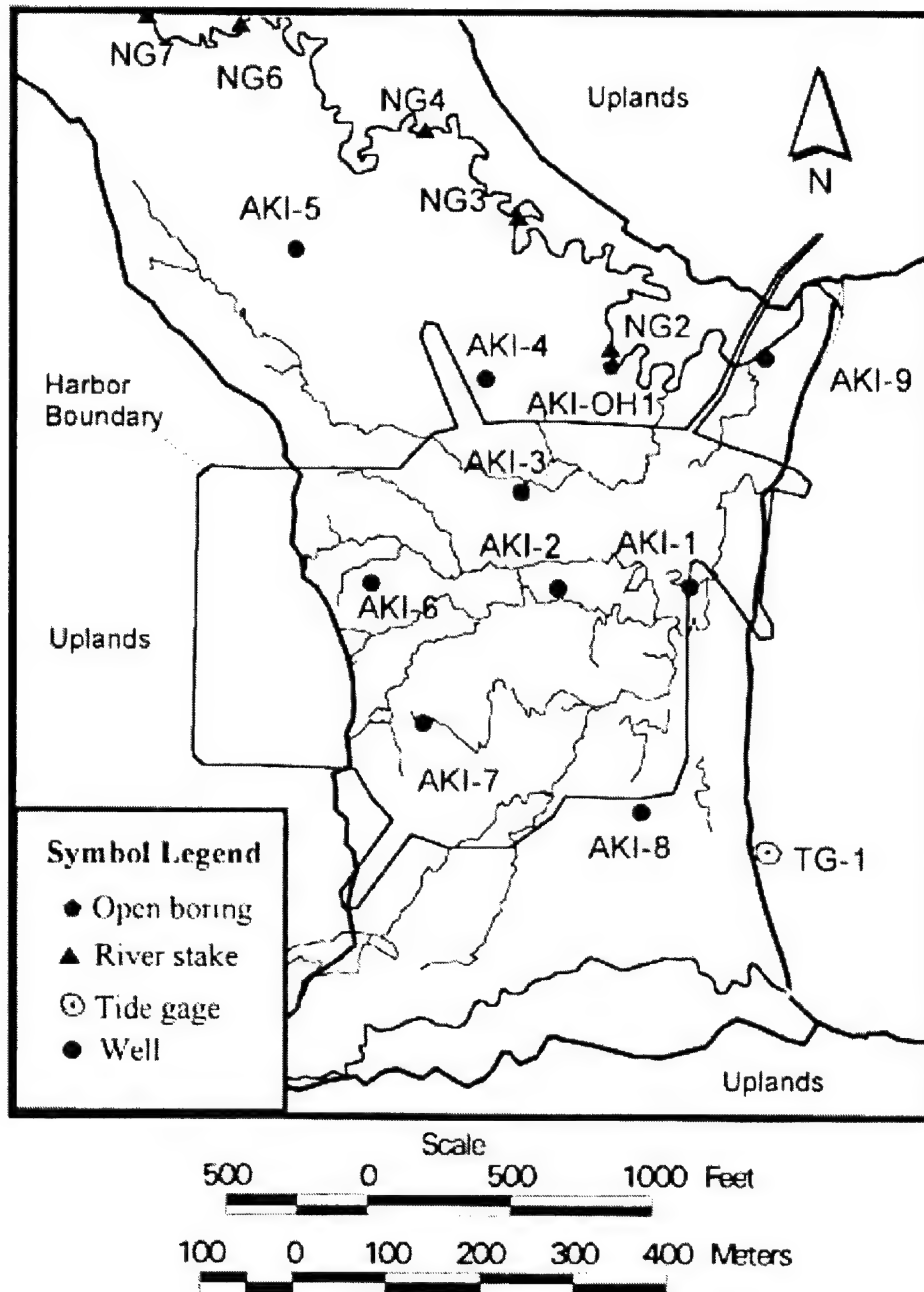 NG7
NG6
NG4
Uplands
N
AKI-5
NG3
NG2
AKI-4
AKI-9
Harbor
Boundary
AKI-OH1
AKI-3
AKI-2
AKI-1
AKI-6
Uplands
AKI-7
AKI-8
TG-1
Symbol Legend
Open boring
River stake
Tide gage
Well
Uplands
Scale
500 0 500 1000 Feet
100 0 100 200 300 400 Meters